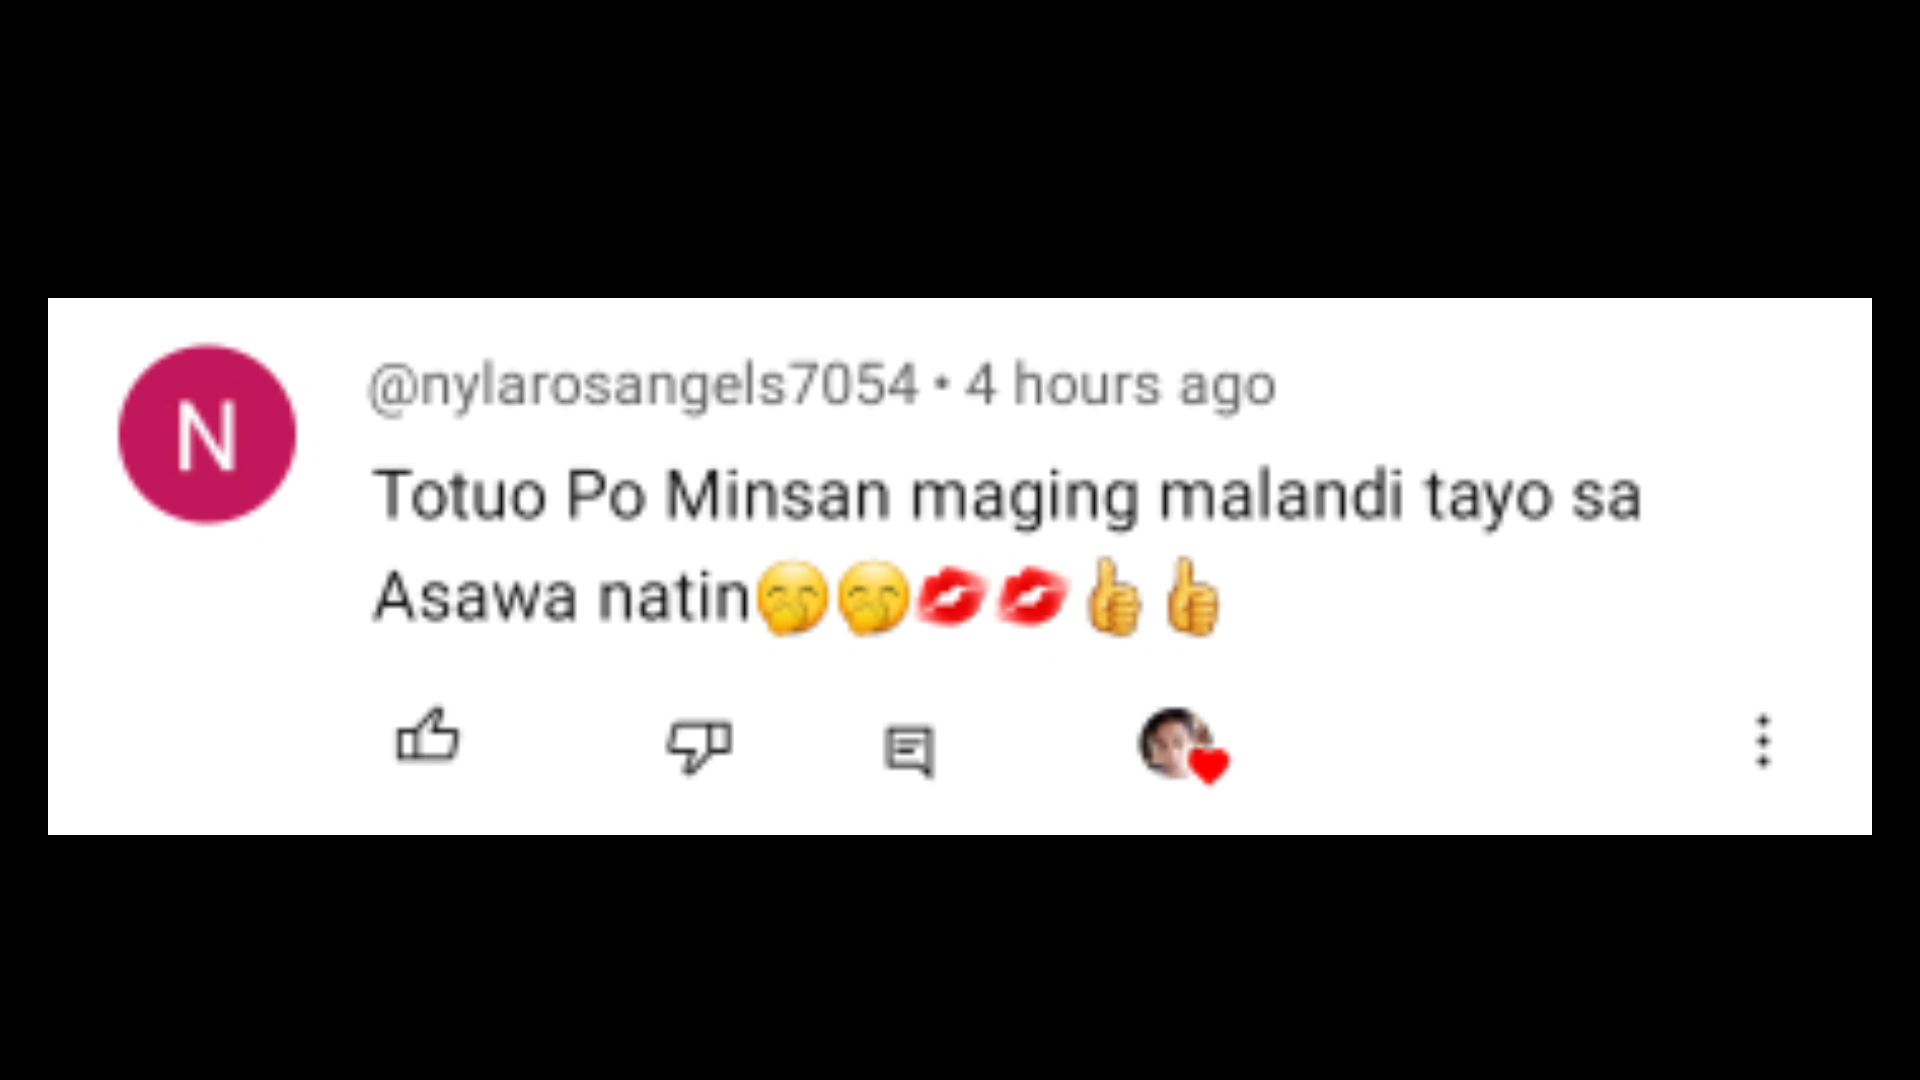 N
@nylarosangels7054 • 4 hours ago
Totuo Po Minsan maging malandi tayo sa
Asawa natin🤭🤭💋💋👍👍